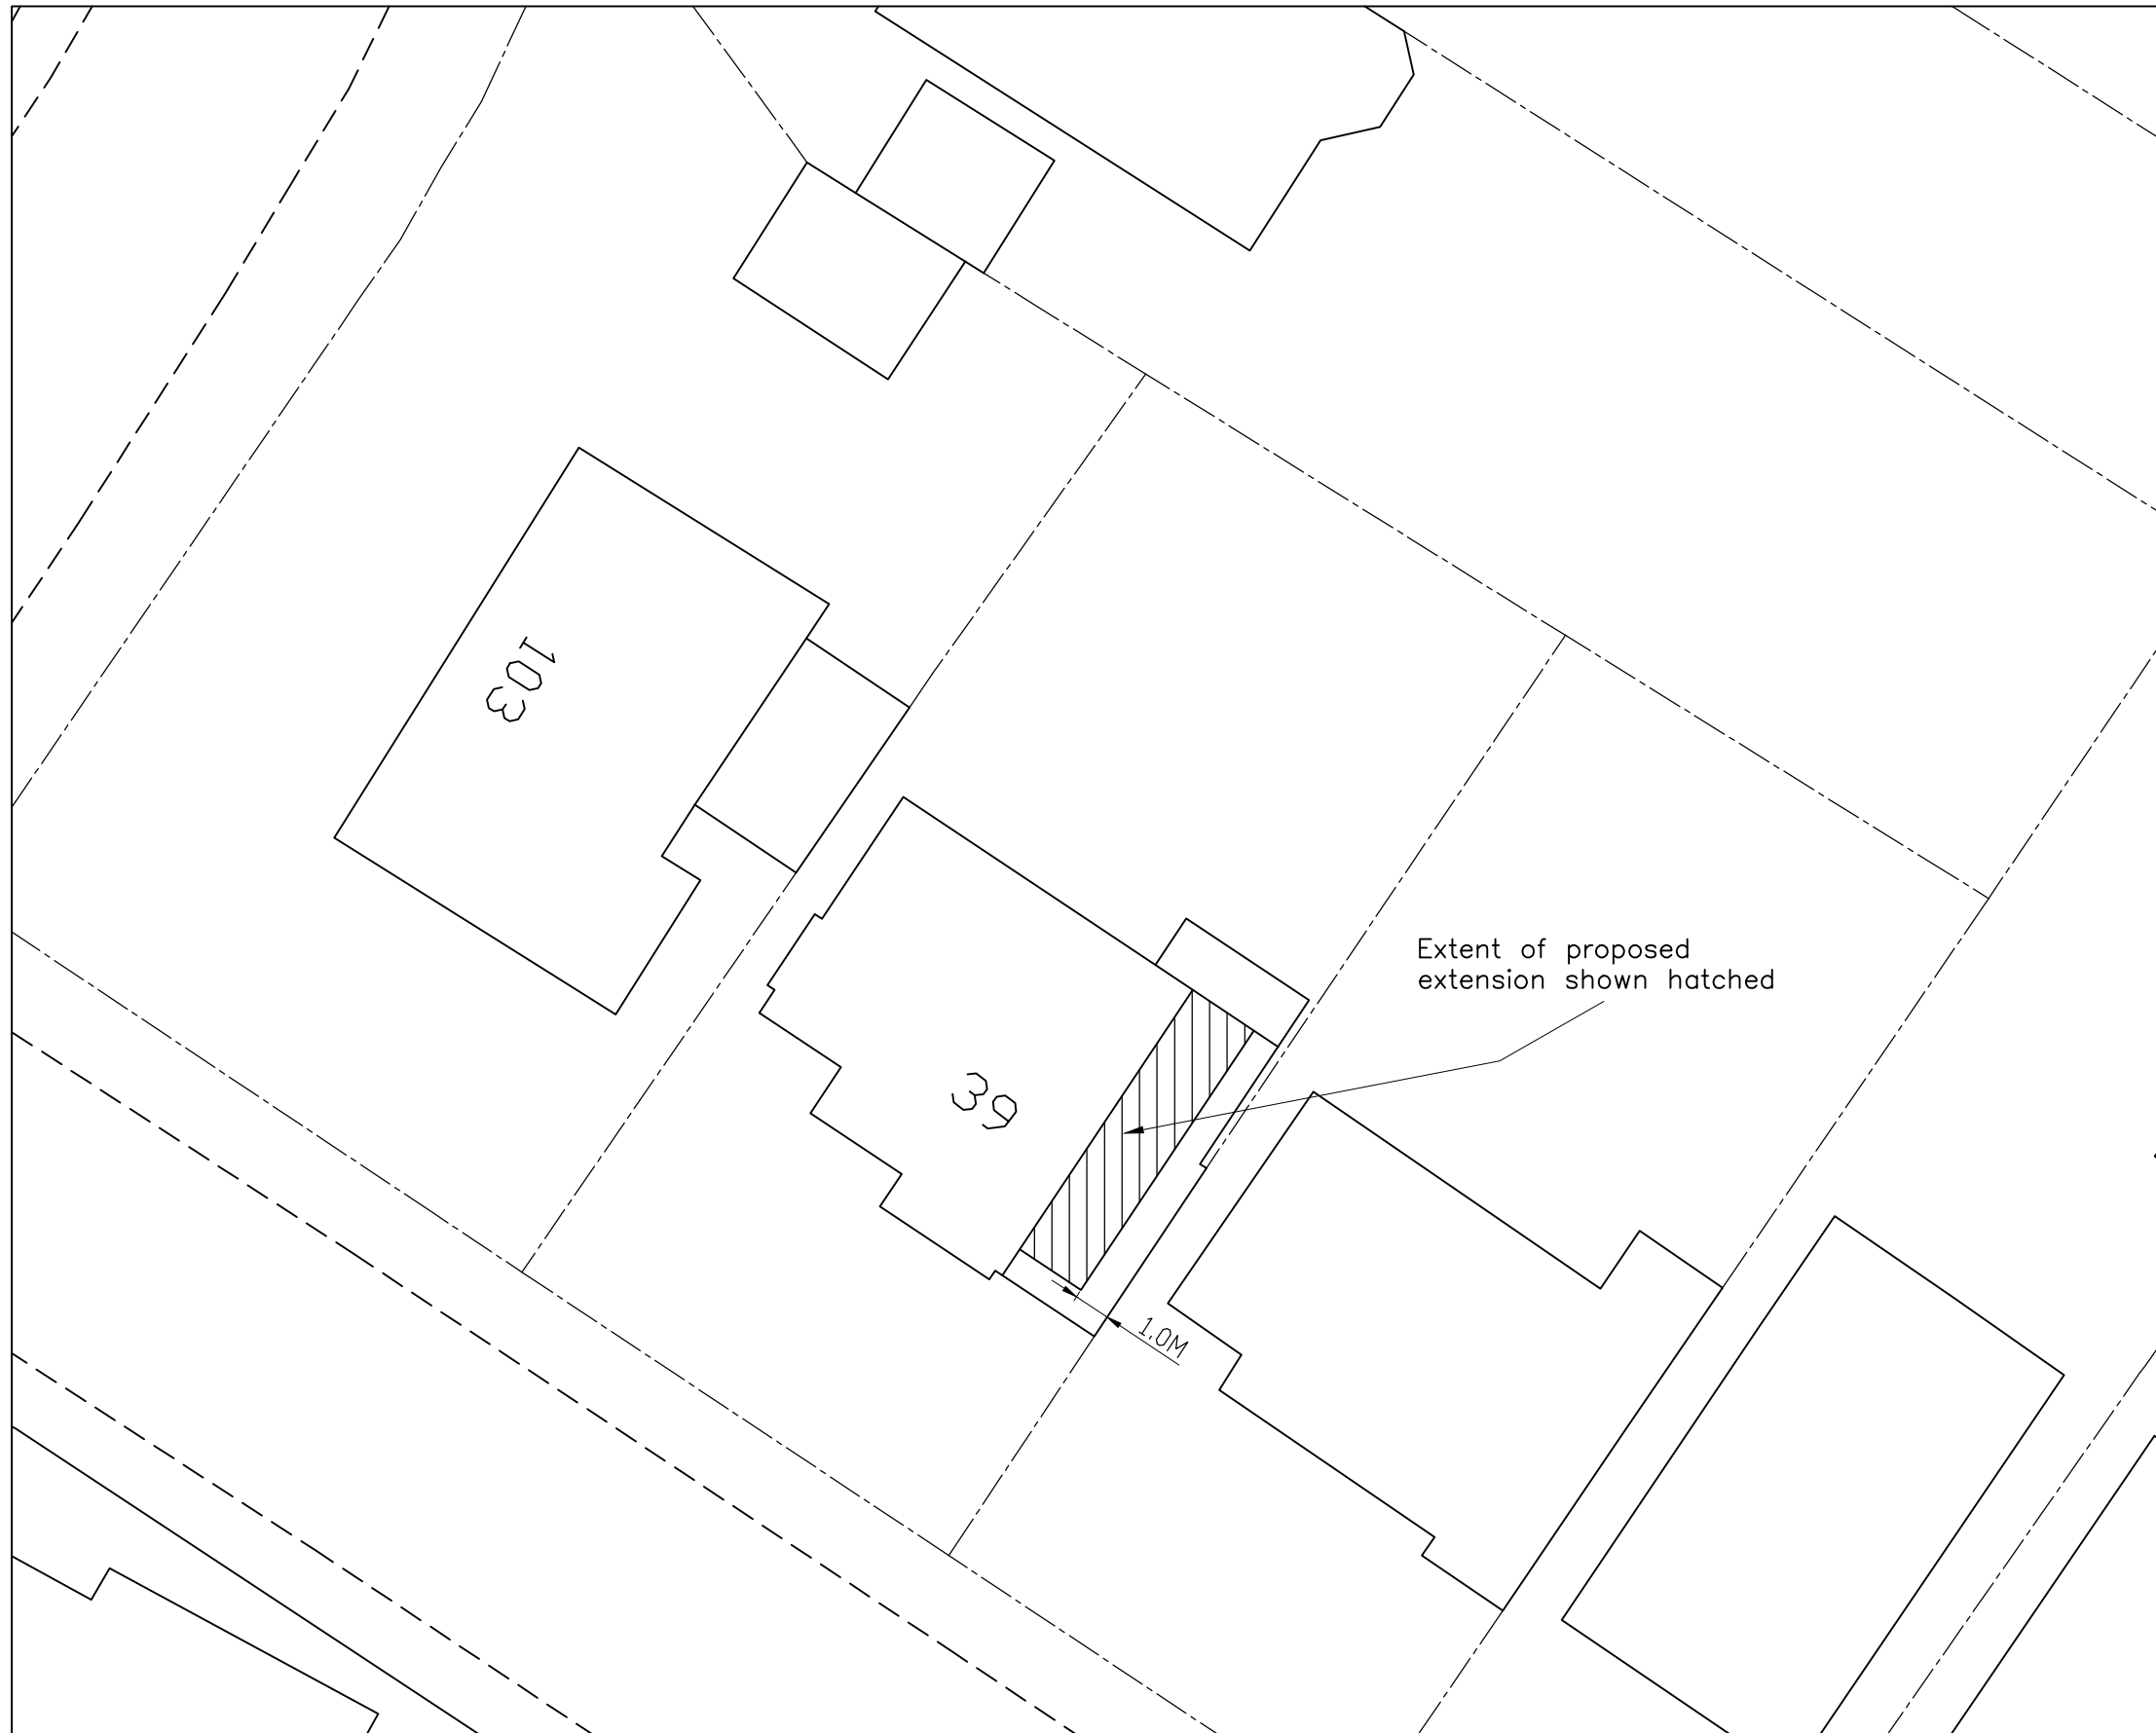 103
Extent of proposed
extension shown hatched
39
1.0M